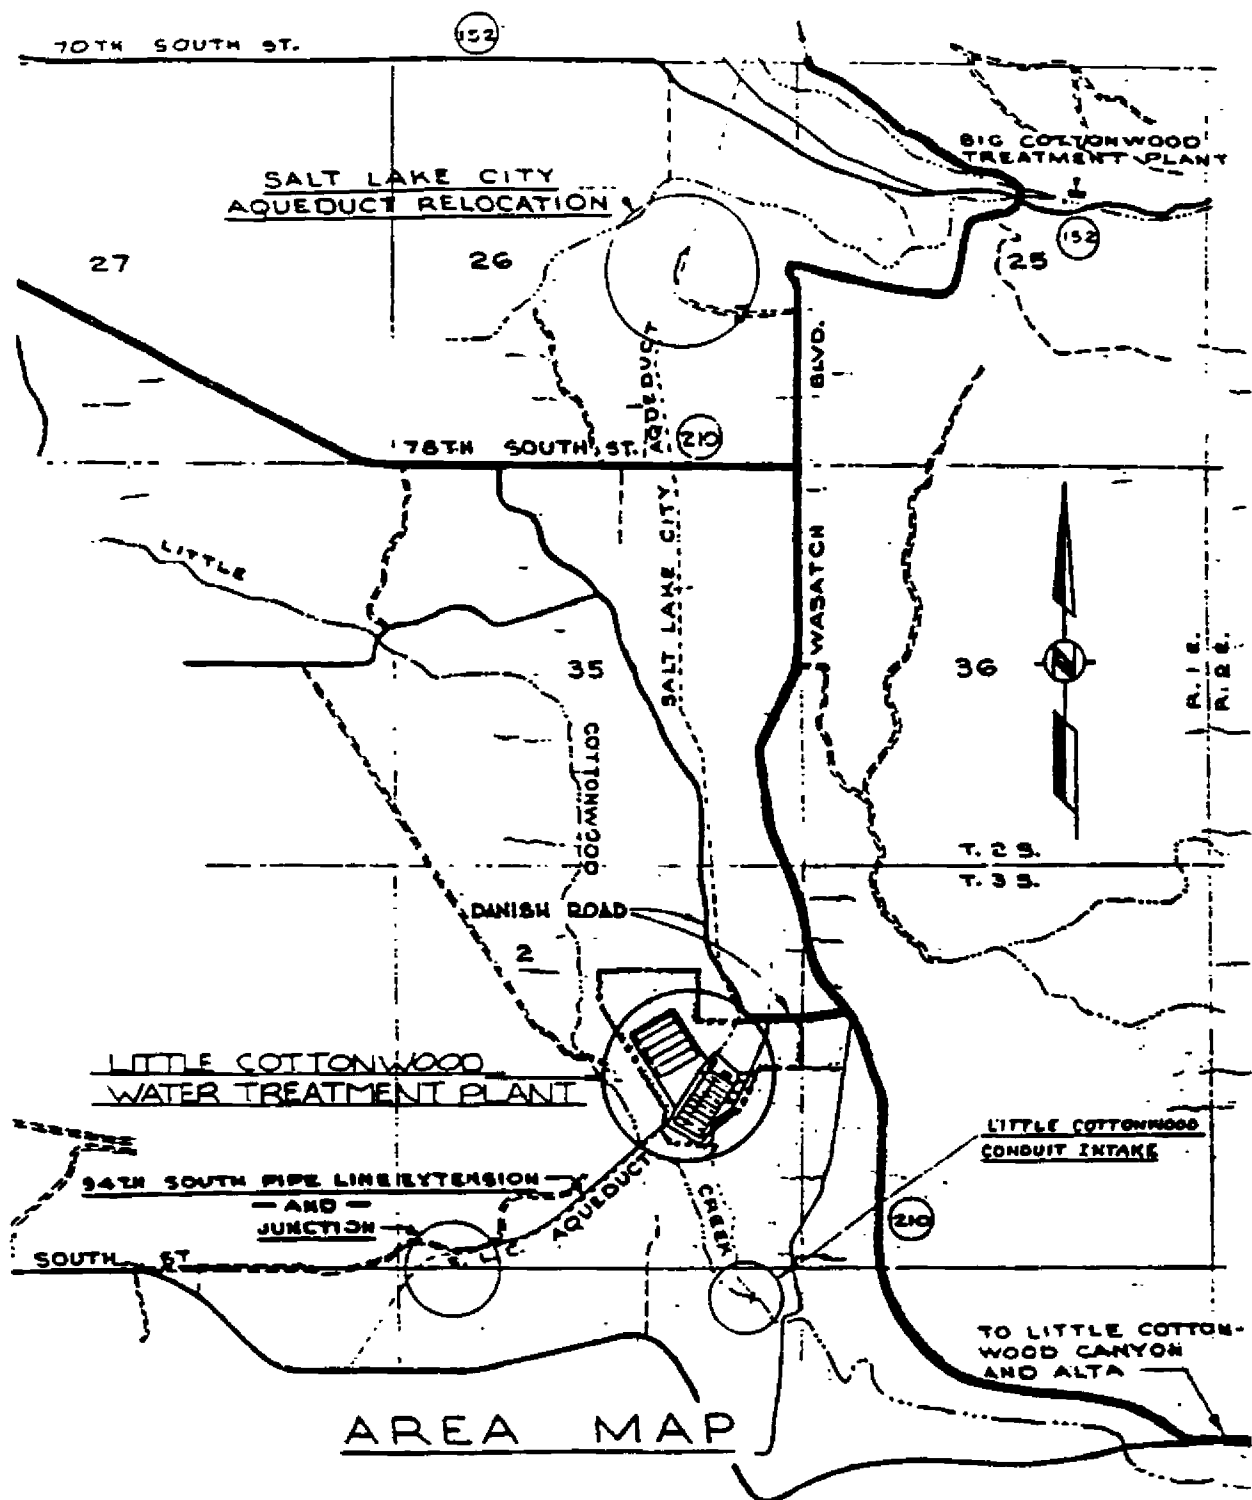 70TH SOUTH ST.
152
BIG COTTONWOOD
TREATMENT PLANT
SALT LAKE CITY
AQUEDUCT RELOCATION
152
27
26
25
BLVD.
AQUEDUCT
78TH SOUTH ST.
210
SALT LAKE CITY
WASATCH
LITTLE
35
36
R. 1 E.
R. 2 E.
COTTONWOOD
T. 2 S.
T. 3 S.
DANISH ROAD
2
LITTLE COTTONWOOD
WATER TREATMENT PLANT
LITTLE COTTONWOOD
CONDUIT INTAKE
94TH SOUTH PIPE LINE EXTENSION
— AND —
JUNCTION
AQUEDUCT
CREEK
210
SOUTH ST
TO LITTLE COTTON-
WOOD CANYON
AND ALTA
AREA MAP